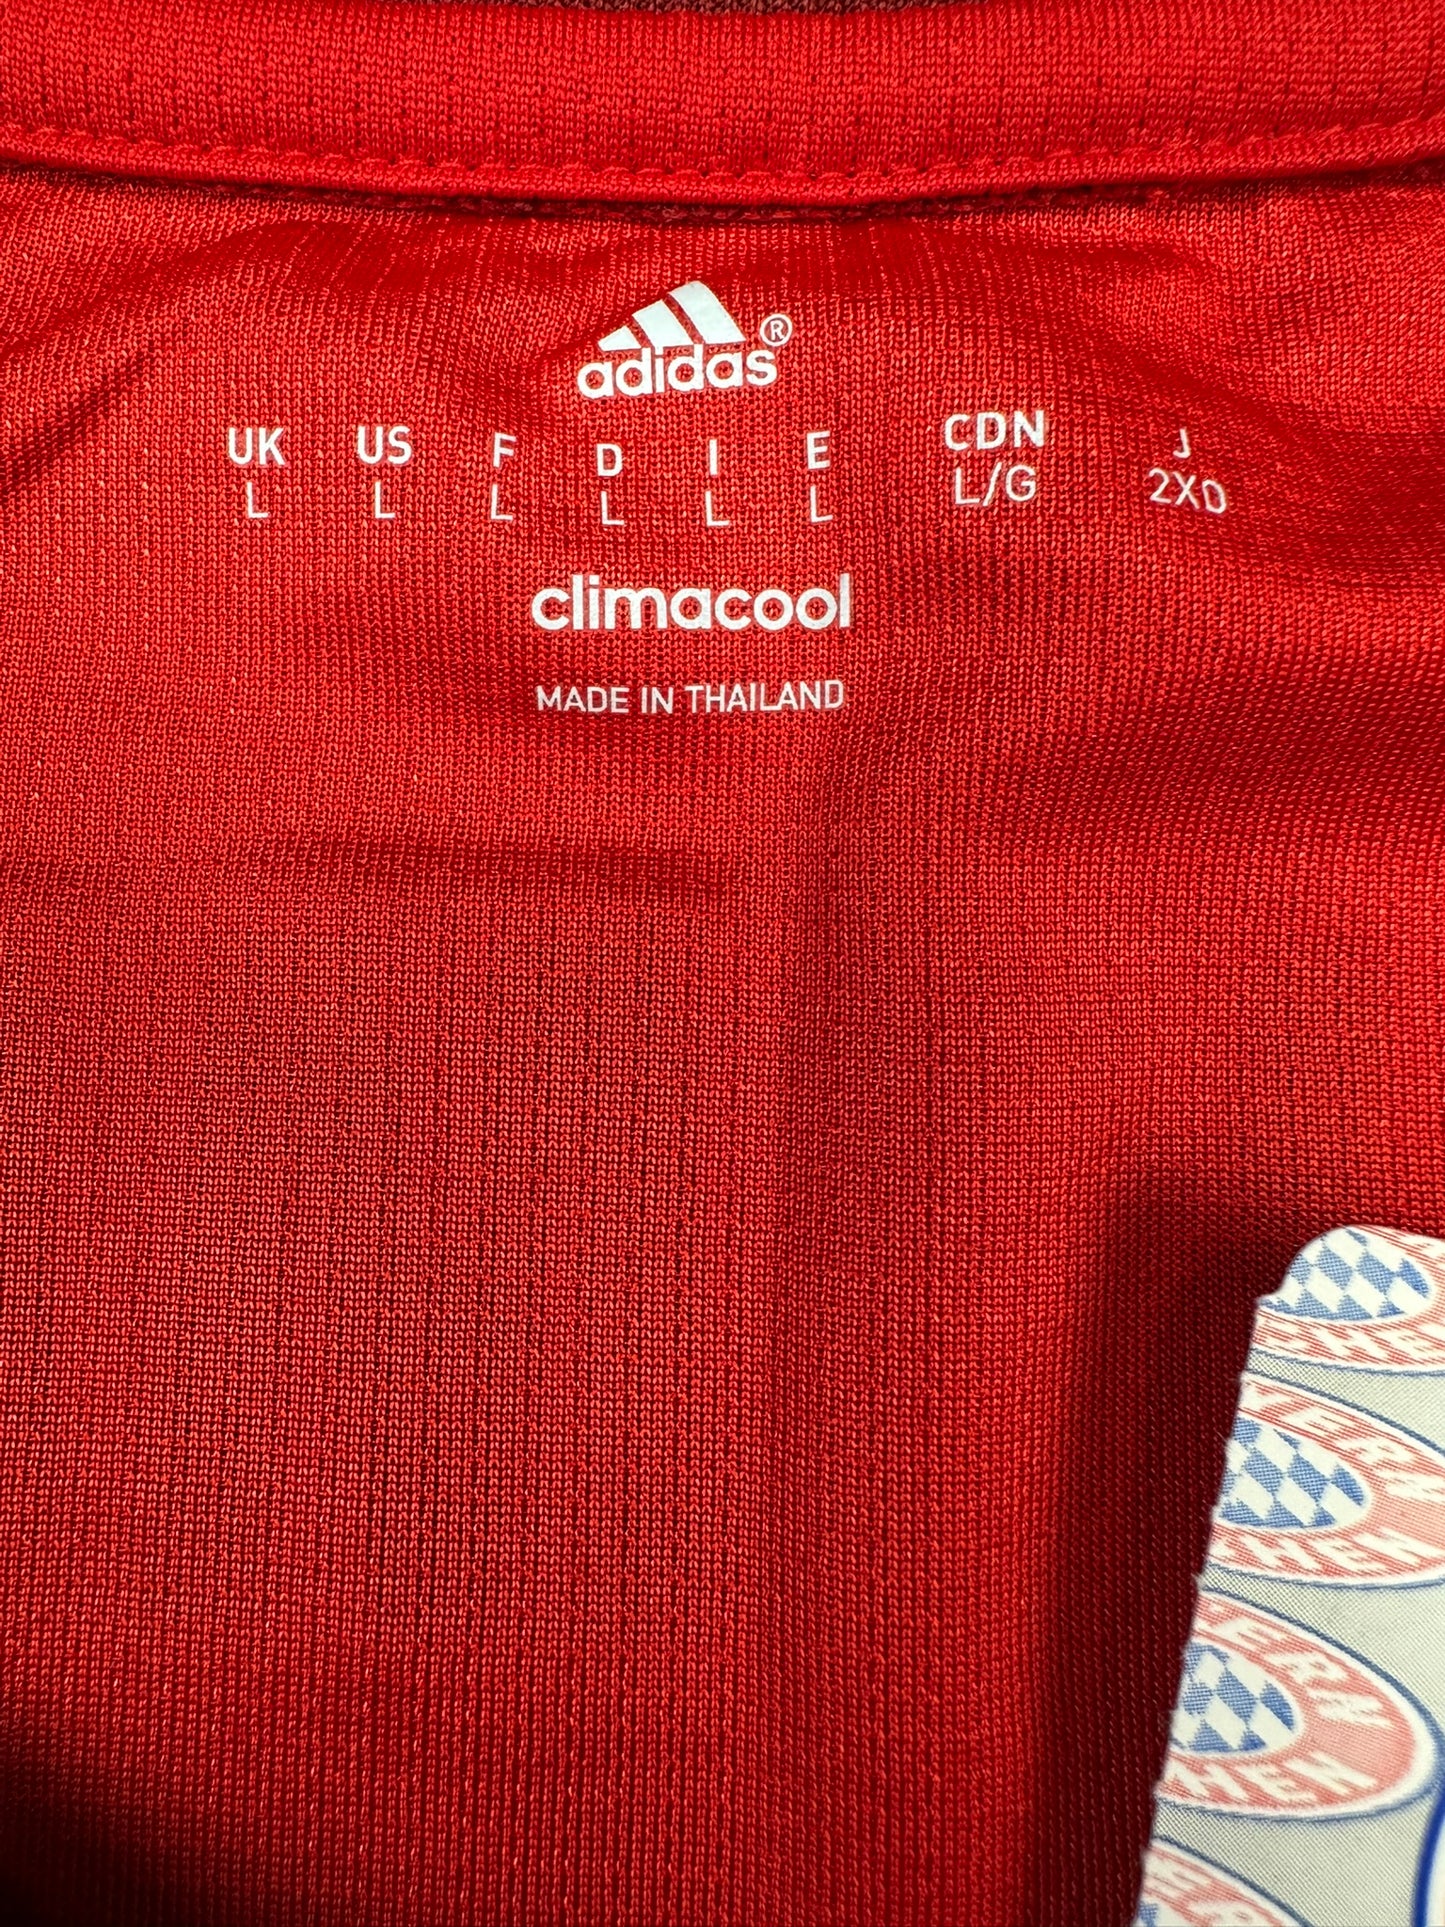 adidas®
UK US F D I E CDN J
L L L L L L L/G 2XO
climacool
MADE IN THAILAND